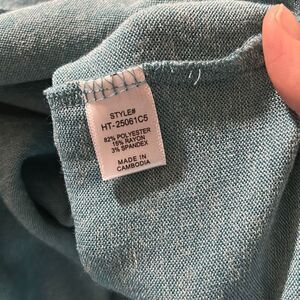 STYLE#
HT-25061C5
82% POLYESTER
15% RAYON
3% SPANDEX
MADE IN
CAMBODIA